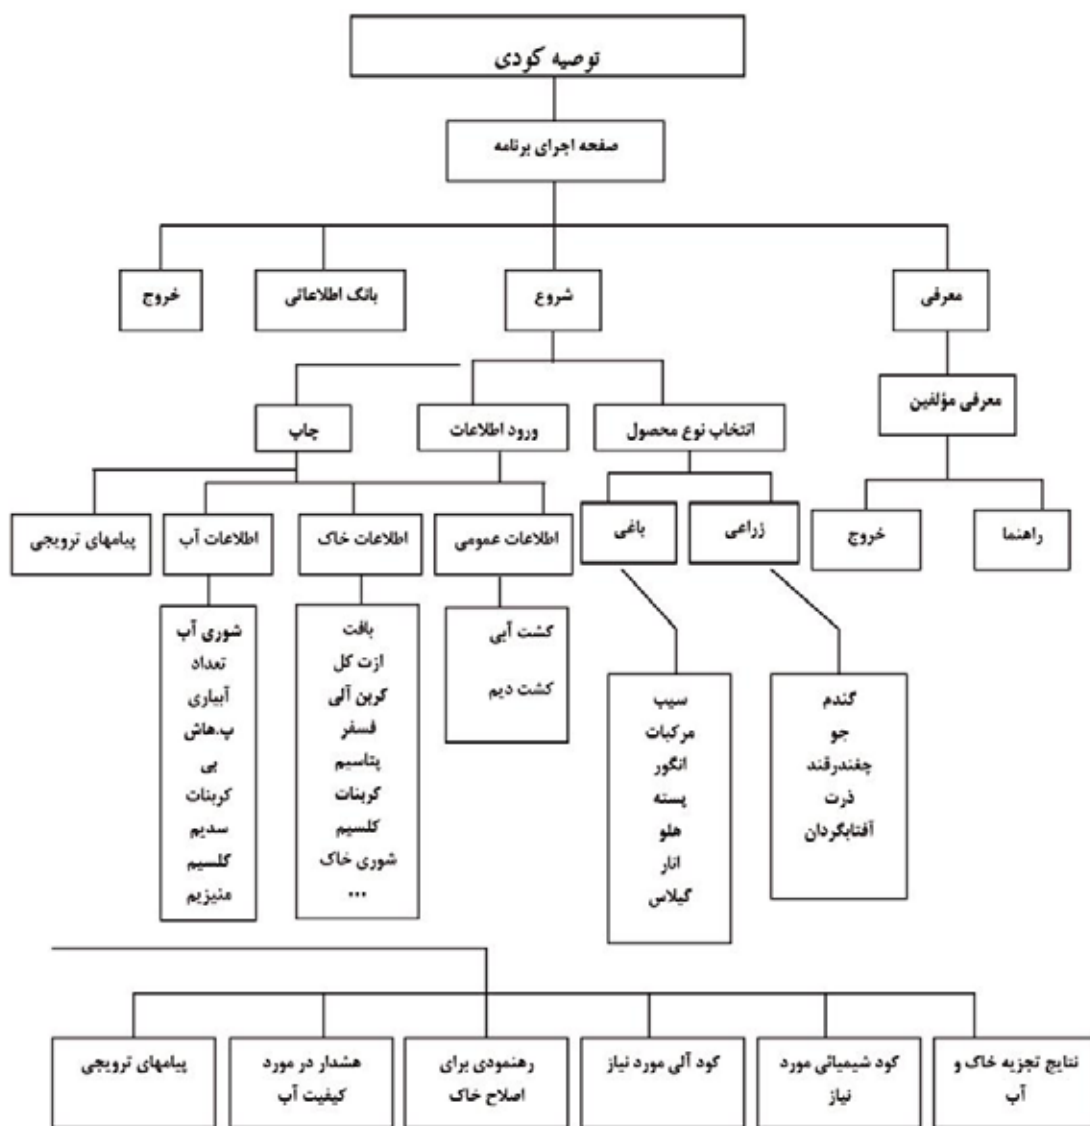 توصیه کودی
صفحه اجرای برنامه
معرفی
شروع
بانک اطلاعاتی
خروج
معرفی مؤلفین
انتخاب نوع محصول
ورود اطلاعات
چاپ
راهنما
خروج
زراعی
باغی
اطلاعات عمومی
اطلاعات خاک
اطلاعات آب
پیامهای ترویجی
گندم
جو
چغندرقند
ذرت
آفتابگردان
سیب
مرکبات
انگور
پسته
هلو
انار
گیلاس
کشت آبی
کشت دیم
بافت
ازت کل
کربن آلی
فسفر
پتاسیم
کربنات
کلسیم
شوری خاک
...
شوری آب
تعداد
آبیاری
پ.هاش
بی
کربنات
سدیم
کلسیم
منیزیم
نتایج تجزیه خاک و
آب
کود شیمیائی مورد
نیاز
کود آلی مورد نیاز
رهنمودی برای
اصلاح خاک
هشدار در مورد
کیفیت آب
پیامهای ترویجی